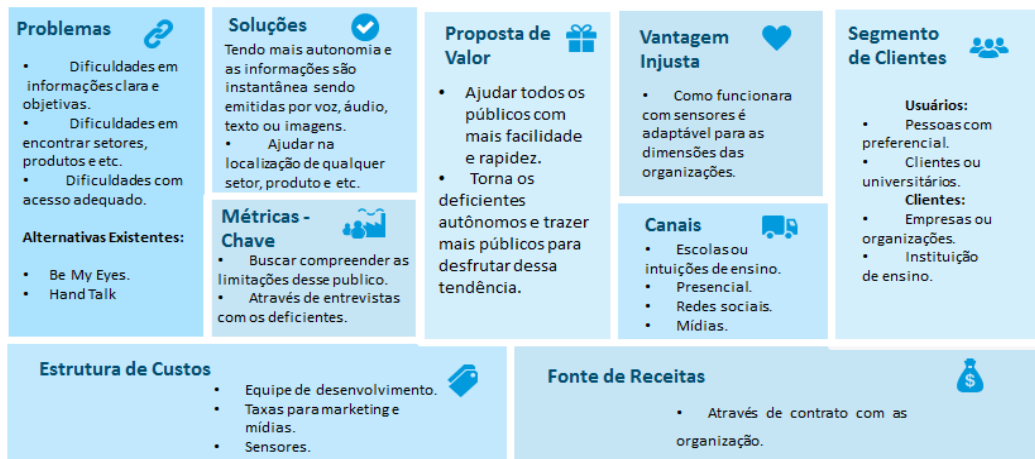 Problemas
• Dificuldades em
informações clara e
objetivas.
• Dificuldades em
encontrar setores,
produtos e etc.
• Dificuldades com
acesso adequado.
Alternativas Existentes:
• Be My Eyes.
• Hand Talk
Soluções
Tendo mais autonomia e
as informações são
instantânea sendo
emitidas por voz, áudio,
texto ou imagens.
• Ajudar na
localização de qualquer
setor, produto e etc.
Métricas -
Chave
• Buscar compreender as
limitações desse publico.
• Através de entrevistas
com os deficientes.
Proposta de
Valor
• Ajudar todos os
públicos com
mais facilidade
e rapidez.
• Torna os
deficientes
autônomos e trazer
mais públicos para
desfrutar dessa
tendência.
Vantagem
Injusta
• Como funcionara
com sensores é
adaptável para as
dimensões das
organizações.
Canais
• Escolas ou
intuições de ensino.
• Presencial.
• Redes sociais.
• Mídias.
Segmento
de Clientes
Usuários:
• Pessoas com
preferencial.
• Clientes ou
universitários.
Clientes:
• Empresas ou
organizações.
• Instituição
de ensino.
Estrutura de Custos
• Equipe de desenvolvimento.
• Taxas para marketing e
mídias.
• Sensores.
Fonte de Receitas
$
• Através de contrato com as
organização.